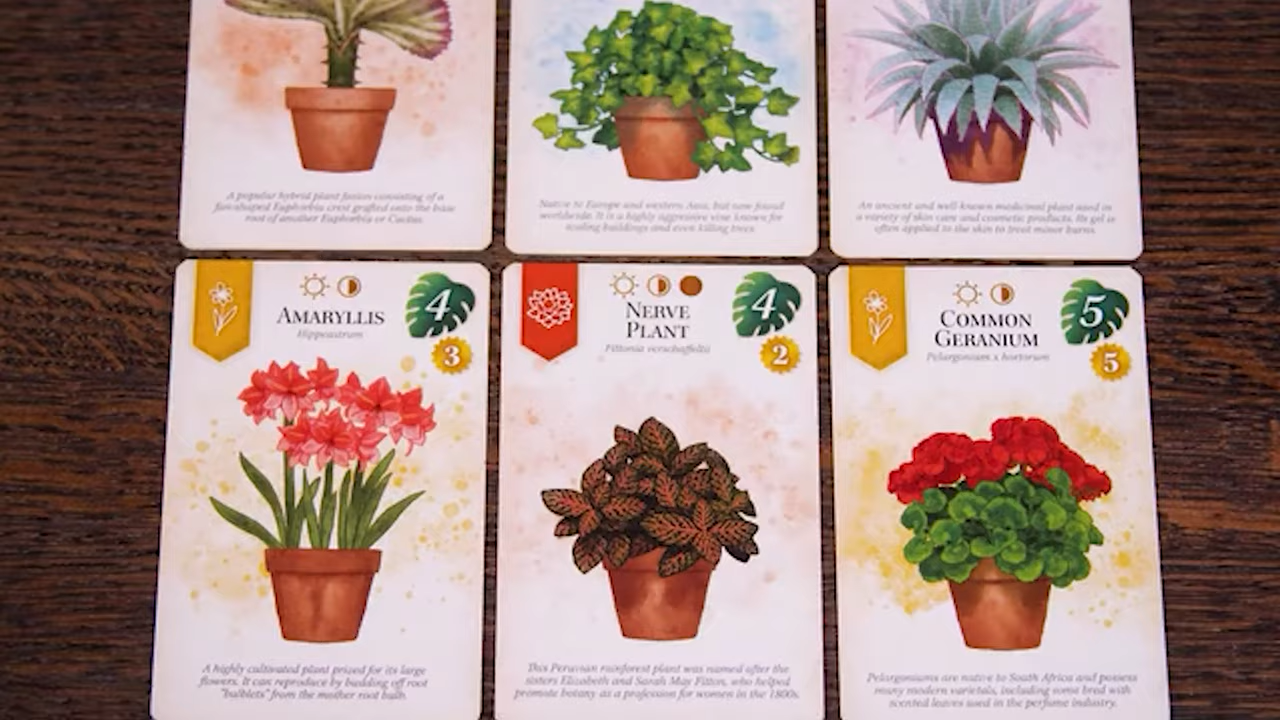 A popular hybrid plant fusion consisting of a
fan-shaped Euphorbia crest grafted onto the base
root of another Euphorbia or Cactus.
Native to Europe and western Asia, but now found
worldwide. It is a highly aggressive vine known for
scaling buildings and even killing trees.
An ancient and well known medicinal plant used in
a variety of skin care and cosmetic products. Its gel is
often applied to the skin to treat minor burns.
AMARYLLIS
Hippeastrum
4
3
A highly cultivated plant prized for its large
flowers. It can reproduce by budding off root
"bulblets" from the mother root bulb.
NERVE
PLANT
Fittonia verschaffeltii
4
2
This Peruvian rainforest plant was named after the
sisters Elizabeth and Sarah May Fitton, who helped
promote botany as a profession for women in the 1800s.
COMMON
GERANIUM
Pelargonium x hortorum
5
5
Pelargoniums are native to South Africa and possess
many modern varietals, including some bred with
scented leaves used in the perfume industry.